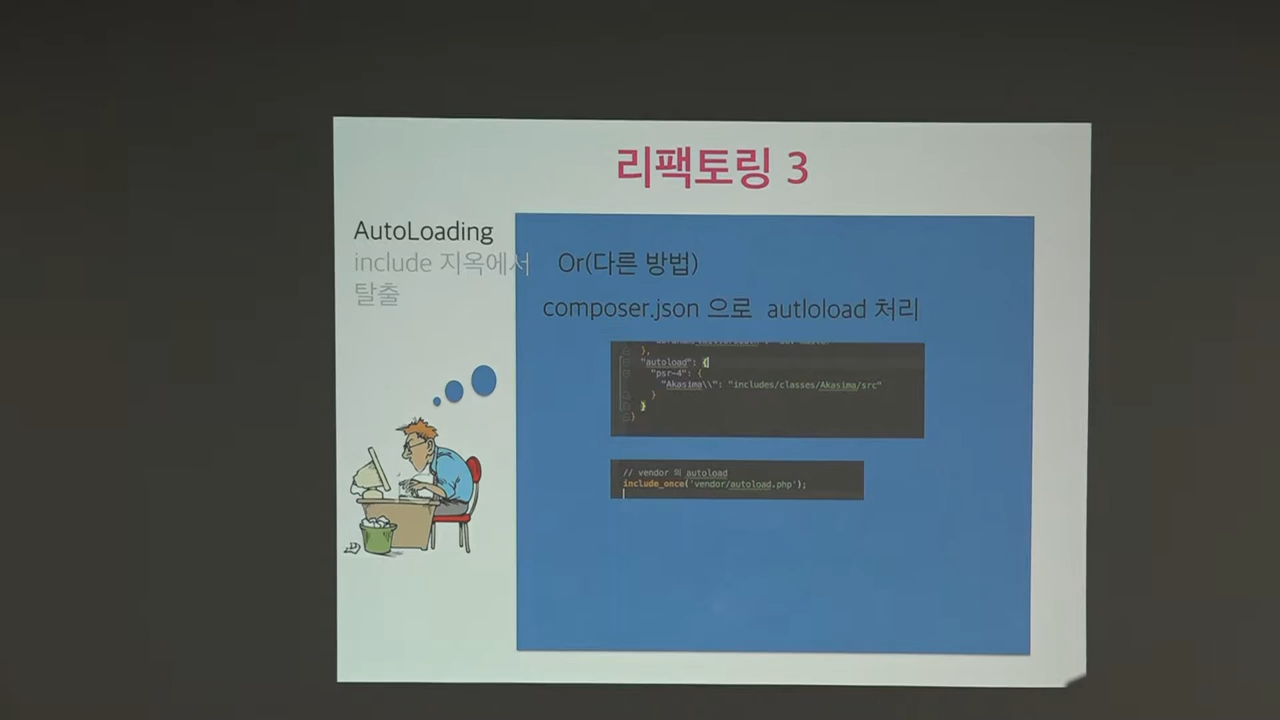 리팩토링 3
AutoLoading
include 지옥에서
탈출
Or(다른 방법)
composer.json 으로 autloload 처리
},
"autoload": {
"psr-4": {
"Akasima\\": "includes/classes/Akasima/src"
}
}
}
// vendor 의 autoload
include_once('vendor/autoload.php');